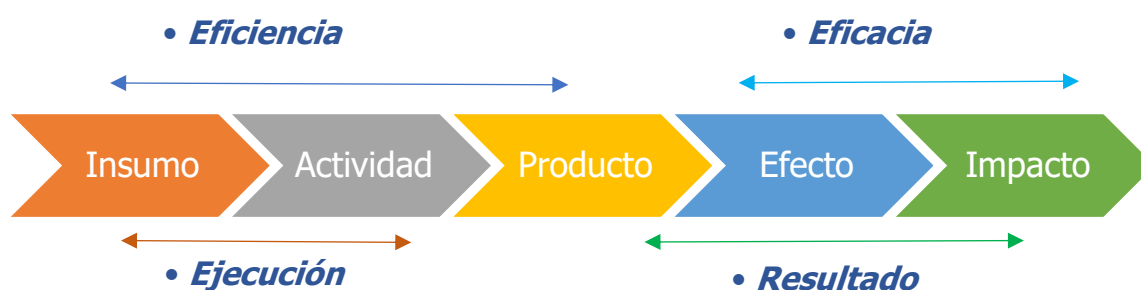 • Eficiencia
• Eficacia
Insumo
Actividad
Producto
Efecto
Impacto
• Ejecución
• Resultado